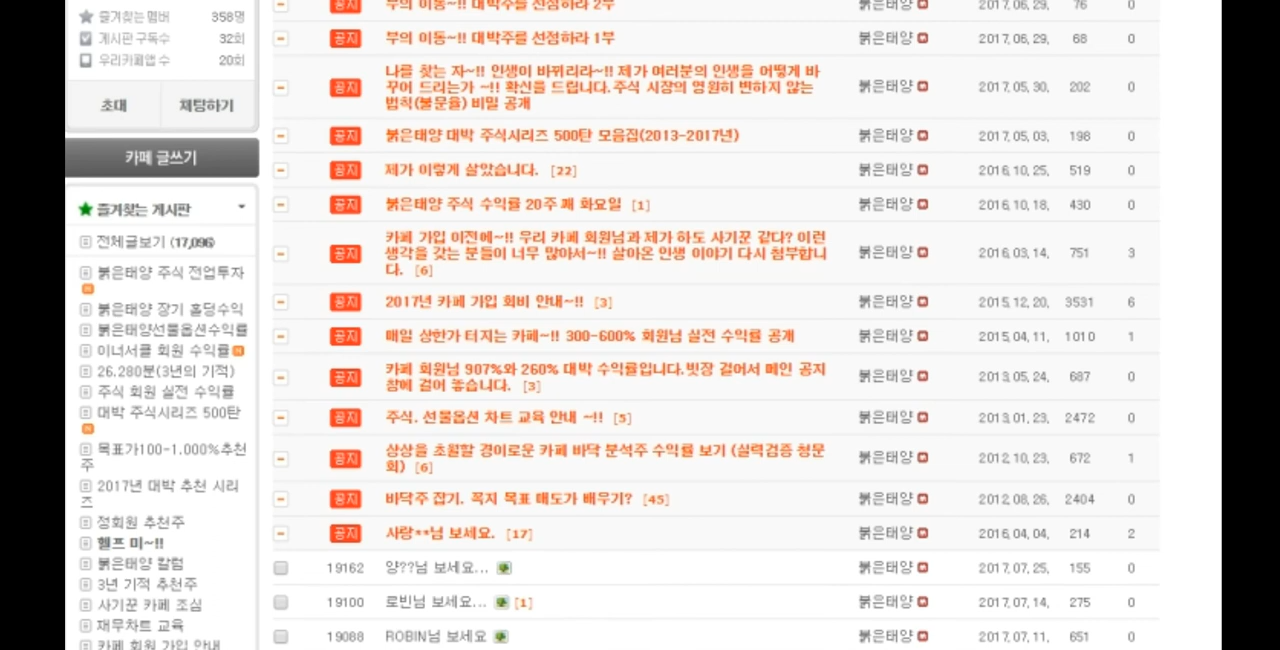 즐겨찾는 멤버 358명
게시판 구독수 32회
우리카페앱 수 20회
초대 채팅하기
카페 글쓰기
즐겨찾는 게시판
전체글보기 (17,096)
붉은태양 주식 전업투자
붉은태양 장기 홀딩수익
붉은태양선물옵션수익률
이너서클 회원 수익률
26.280분(3년의 기적)
주식 회원 실전 수익률
대박 주식시리즈 500탄
목표가100-1.000%추천
주
2017년 대박 추천 시리
즈
정회원 추천주
헬프 미~!!
붉은태양 칼럼
3년 기적 추천주
사기꾼 카페 조심
재무차트 교육
카페 회원 가입 안내
공지 부의 이동~!! 대박주를 선점하라 2부 붉은태양 2017.06.29. 76 0
공지 부의 이동~!! 대박주를 선점하라 1부 붉은태양 2017.06.29. 68 0
나를 찾는 자~!! 인생이 바뀌리라~!! 제가 여러분의 인생을 어떻게 바
공지 꾸어 드리는가 ~!! 확신을 드립니다.주식 시장의 영원히 변하지 않는 붉은태양 2017.05.30. 202 0
법칙(불문율) 비밀 공개
공지 붉은태양 대박 주식시리즈 500탄 모음집(2013-2017년) 붉은태양 2017.05.03. 198 0
공지 제가 이렇게 살았습니다. [22] 붉은태양 2016.10.25. 519 0
공지 붉은태양 주식 수익률 20주 째 화요일 [1] 붉은태양 2016.10.18. 430 0
카페 가입 이전에~!! 우리 카페 회원님과 제가 하도 사기꾼 같다? 이런
공지 생각을 갖는 분들이 너무 많아서~!! 살아온 인생 이야기 다시 첨부합니 붉은태양 2016.03.14. 751 3
다. [6]
공지 2017년 카페 가입 회비 안내~!! [3] 붉은태양 2015.12.20. 3531 6
공지 매일 상한가 터지는 카페~!! 300-600% 회원님 실전 수익률 공개 붉은태양 2015.04.11. 1010 1
카페 회원님 907%와 260% 대박 수익률입니다.빗장 걸어서 메인 공지
공지 창에 걸어 놓습니다. [3] 붉은태양 2013.05.24. 687 0
공지 주식. 선물옵션 차트 교육 안내 ~!! [5] 붉은태양 2013.01.23. 2472 0
상상을 초월할 경이로운 카페 바닥 분석주 수익률 보기 (실력검증 청문
공지 회) [6] 붉은태양 2012.10.23. 672 1
공지 바닥주 잡기. 꼭지 목표 매도가 배우기? [45] 붉은태양 2012.08.26. 2404 0
공지 사랑**님 보세요. [17] 붉은태양 2016.04.04. 214 2
19162 양??님 보세요... 붉은태양 2017.07.25. 155 0
19100 로빈님 보세요... [1] 붉은태양 2017.07.14. 275 0
19088 ROBIN님 보세요 붉은태양 2017.07.11. 651 0